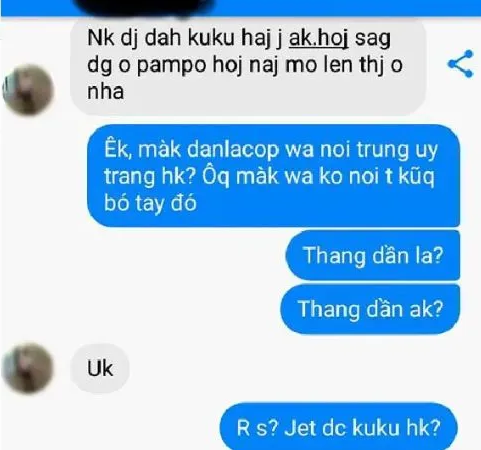 Nk dj dah kuku haj j ak.hoj sag
dg o pampo hoj naj mo len thj o
nha
Êk, màk danlacop wa noi trung uy
trang hk? Ôq màk wa ko noi t kũq
bó tay đó
Thang dần la?
Thang dần ak?
Uk
R s? Jet dc kuku hk?